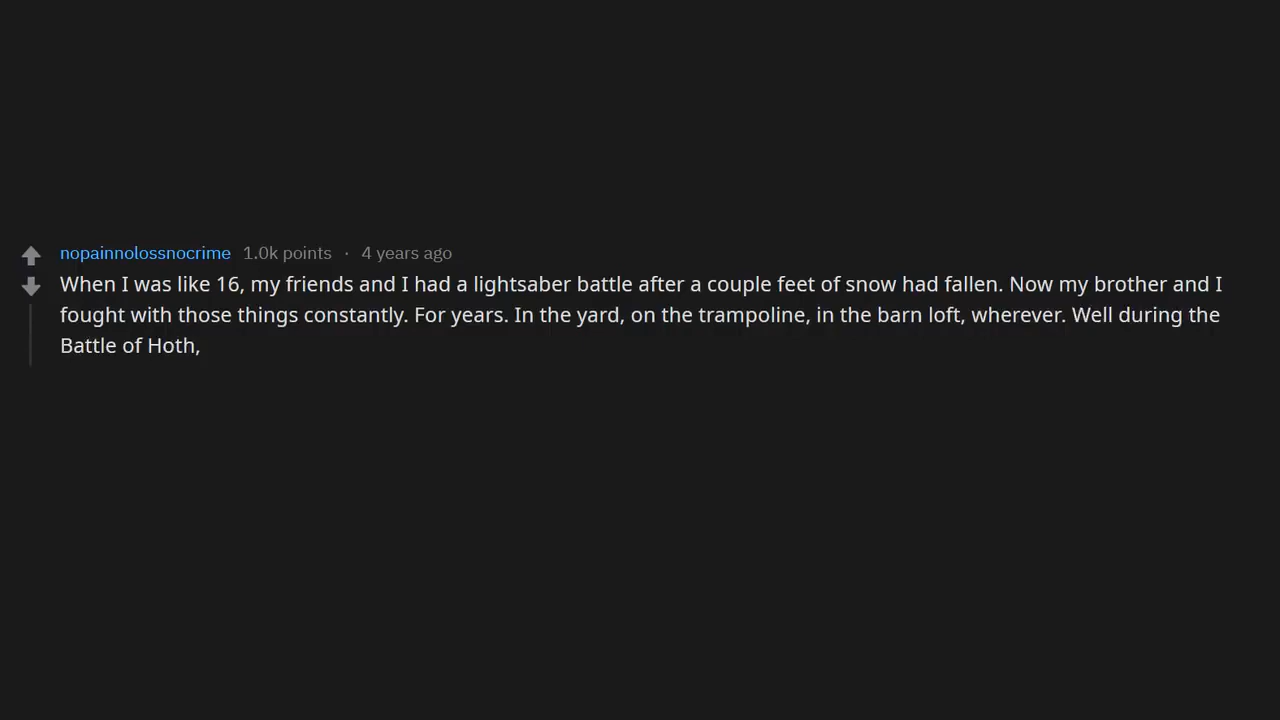 nopainnolossnocrime 1.0k points · 4 years ago
When I was like 16, my friends and I had a lightsaber battle after a couple feet of snow had fallen. Now my brother and I
fought with those things constantly. For years. In the yard, on the trampoline, in the barn loft, wherever. Well during the
Battle of Hoth,